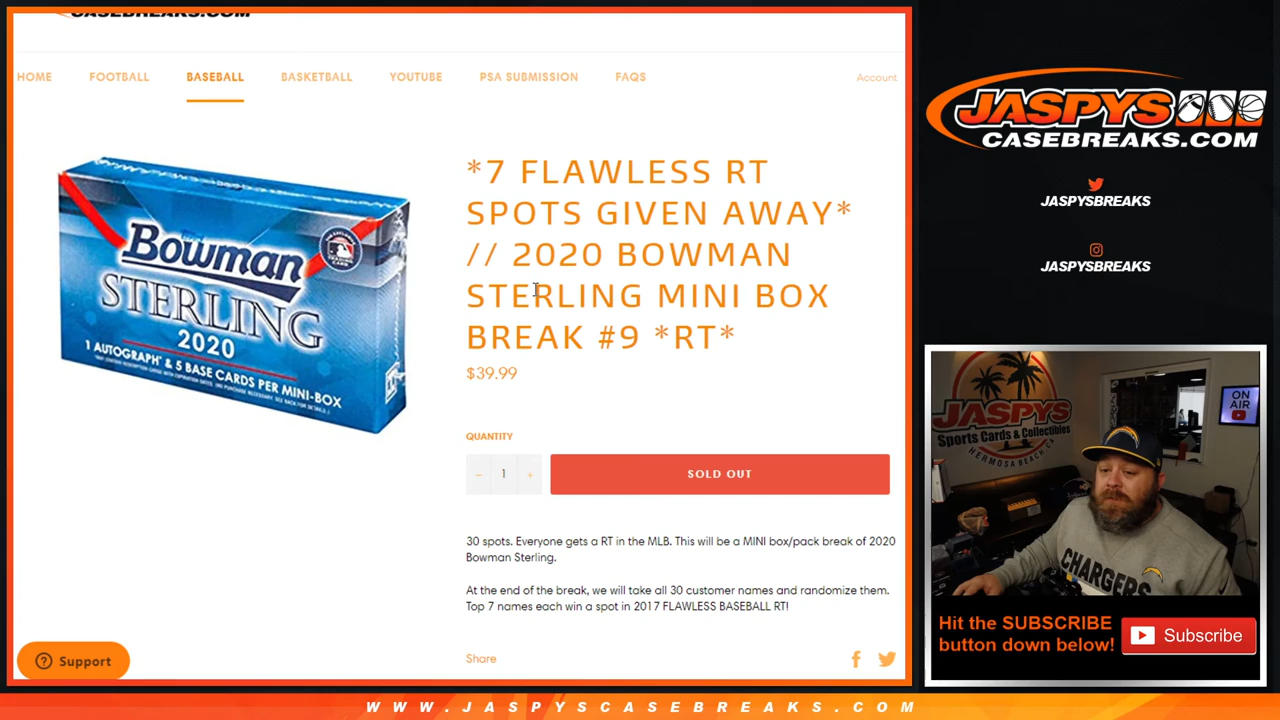 CASEBREAKS.COM
HOME FOOTBALL BASEBALL BASKETBALL YOUTUBE PSA SUBMISSION FAQS Account
Bowman
STERLING
2020
1 AUTOGRAPH* & 5 BASE CARDS PER MINI-BOX
*7 FLAWLESS RT
SPOTS GIVEN AWAY*
// 2020 BOWMAN
STERLING MINI BOX
BREAK #9 *RT*
$39.99
QUANTITY
− 1 + SOLD OUT
30 spots. Everyone gets a RT in the MLB. This will be a MINI box/pack break of 2020
Bowman Sterling.
At the end of the break, we will take all 30 customer names and randomize them.
Top 7 names each win a spot in 2017 FLAWLESS BASEBALL RT!
Share
Support
JASPYS
CASEBREAKS.COM
JASPYSBREAKS
JASPYSBREAKS
JASPYS
Sports Cards & Collectibles
HERMOSA BEACH CA
ON
AIR
CHARGERS
Hit the SUBSCRIBE
button down below!
Subscribe
WWW.JASPYSCASEBREAKS.COM